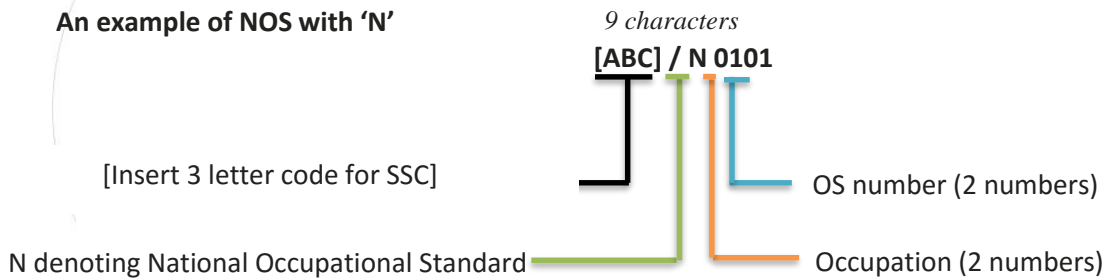 An example of NOS with ‘N’
9 characters
[ABC] / N 0101
[Insert 3 letter code for SSC]
OS number (2 numbers)
N denoting National Occupational Standard
Occupation (2 numbers)